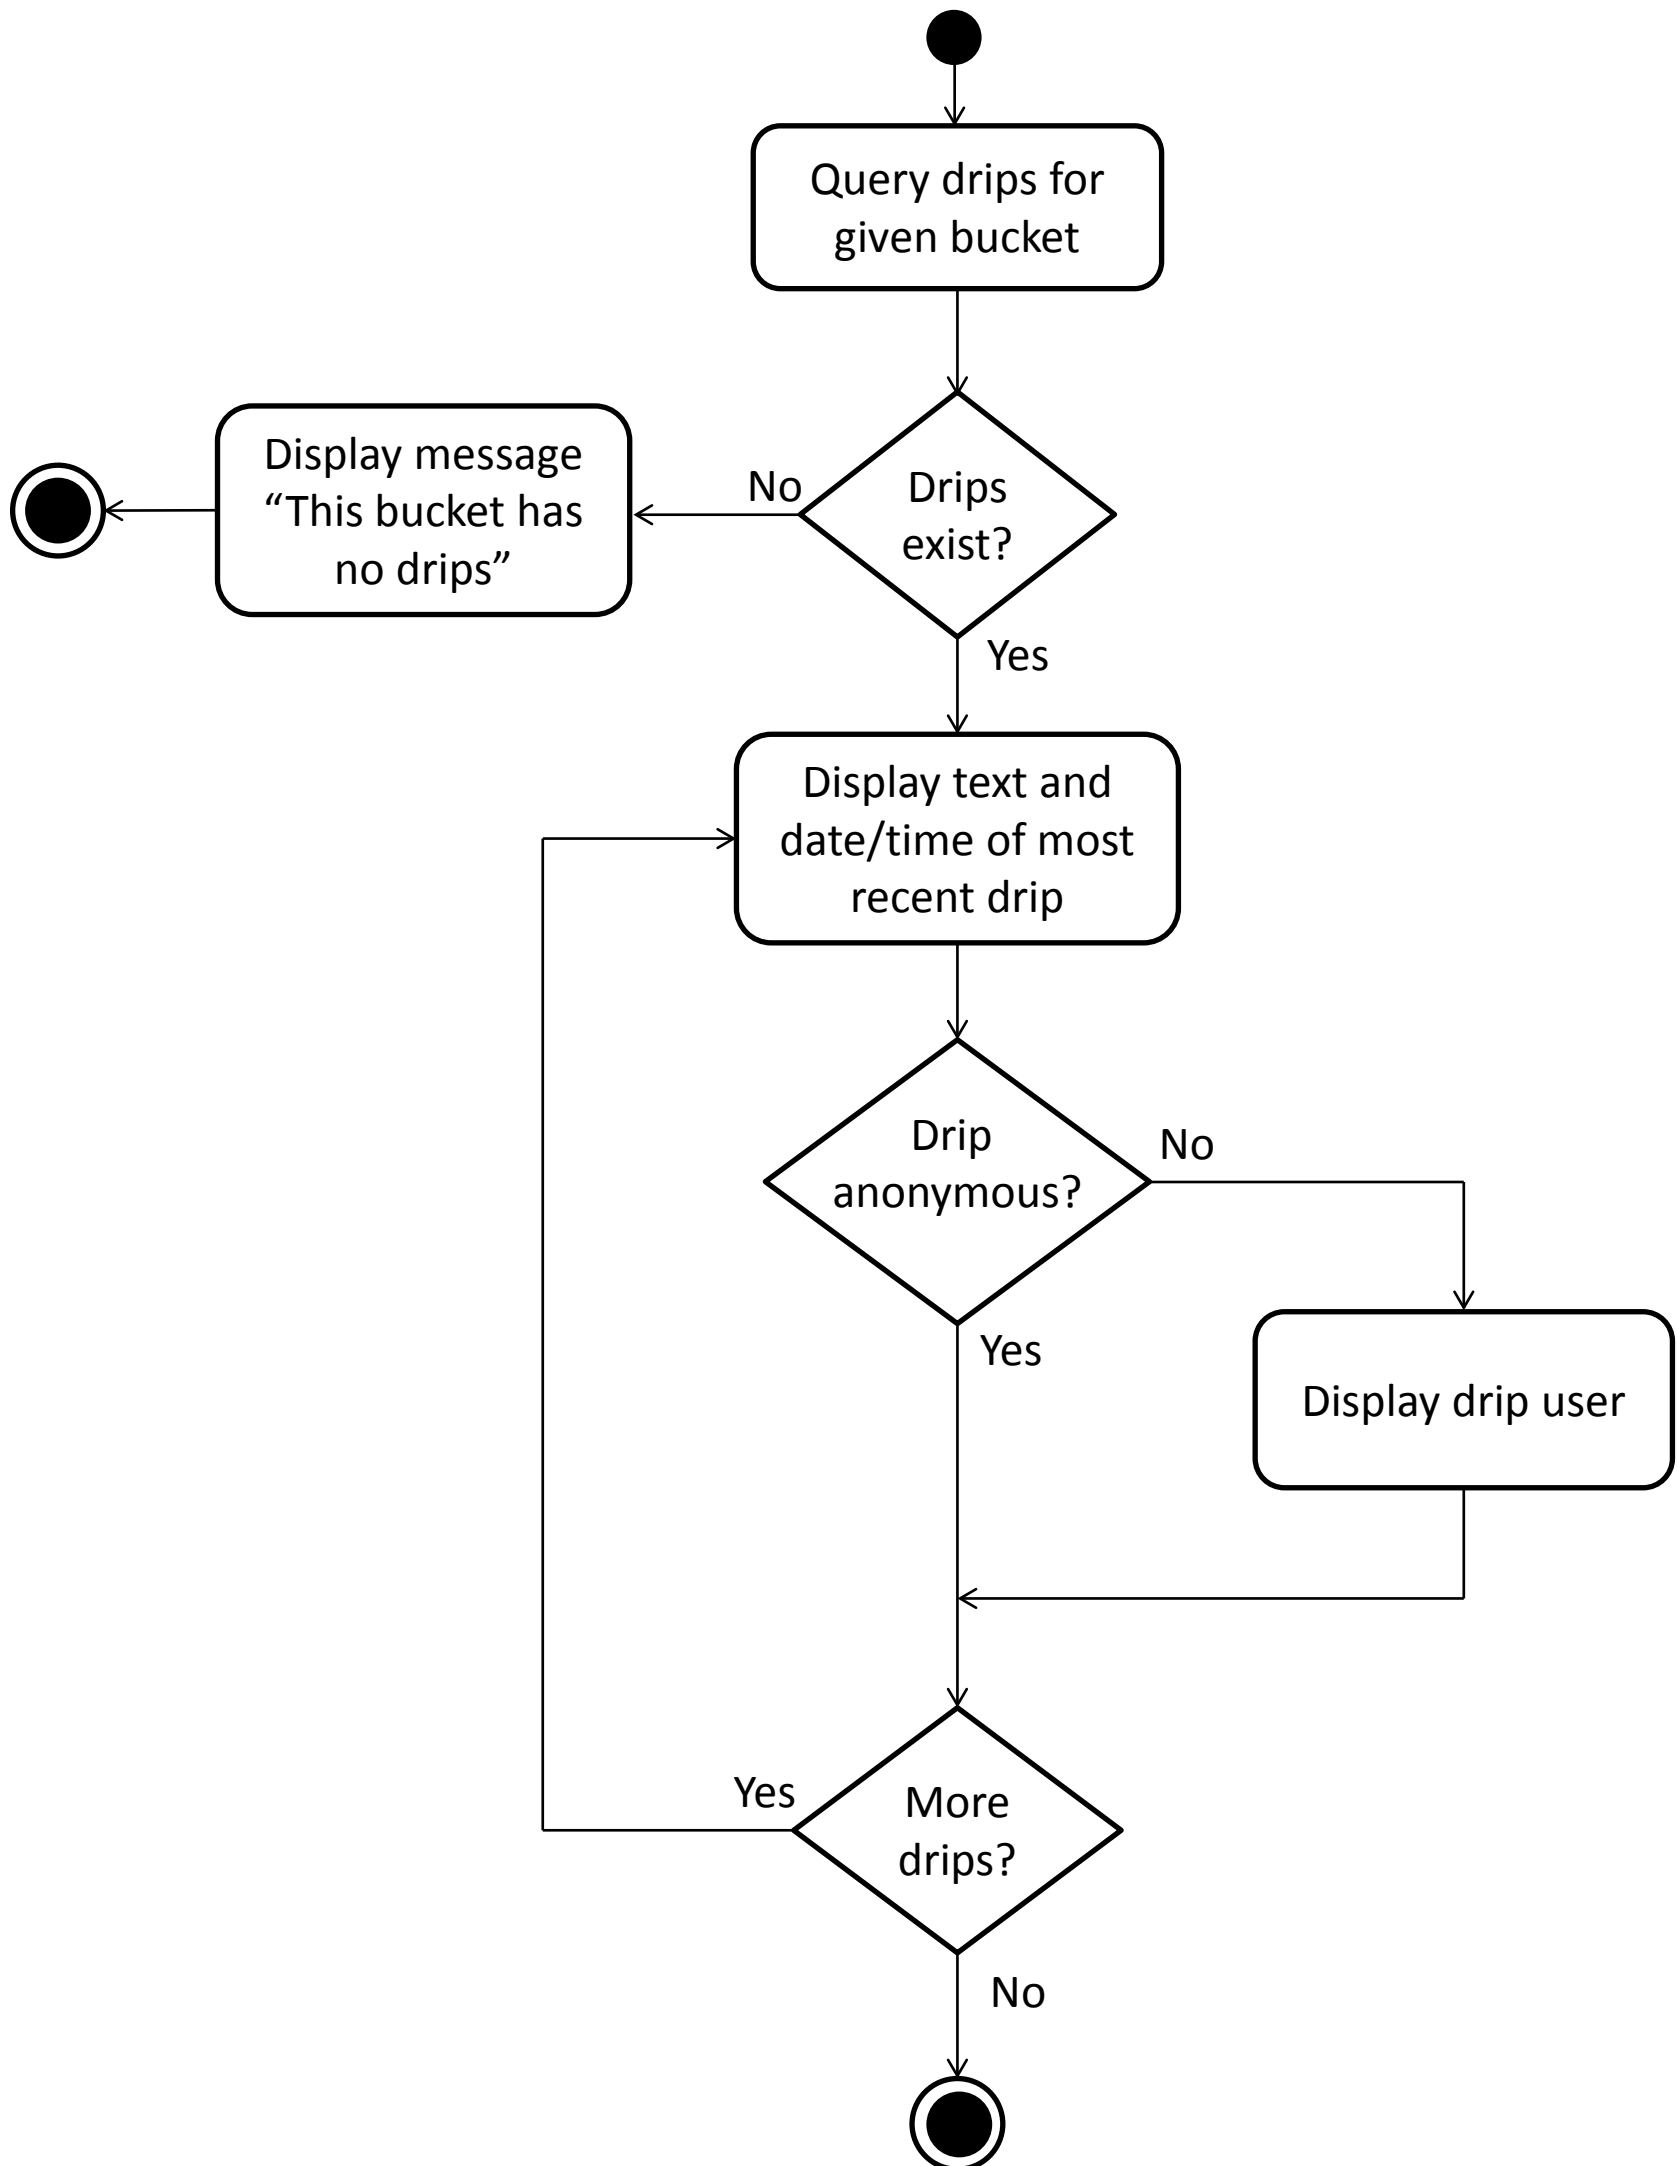 Query drips for
given bucket
Display message
“This bucket has
no drips”
No
Drips
exist?
Yes
Display text and
date/time of most
recent drip
Drip
anonymous?
No
Yes
Display drip user
Yes
More
drips?
No